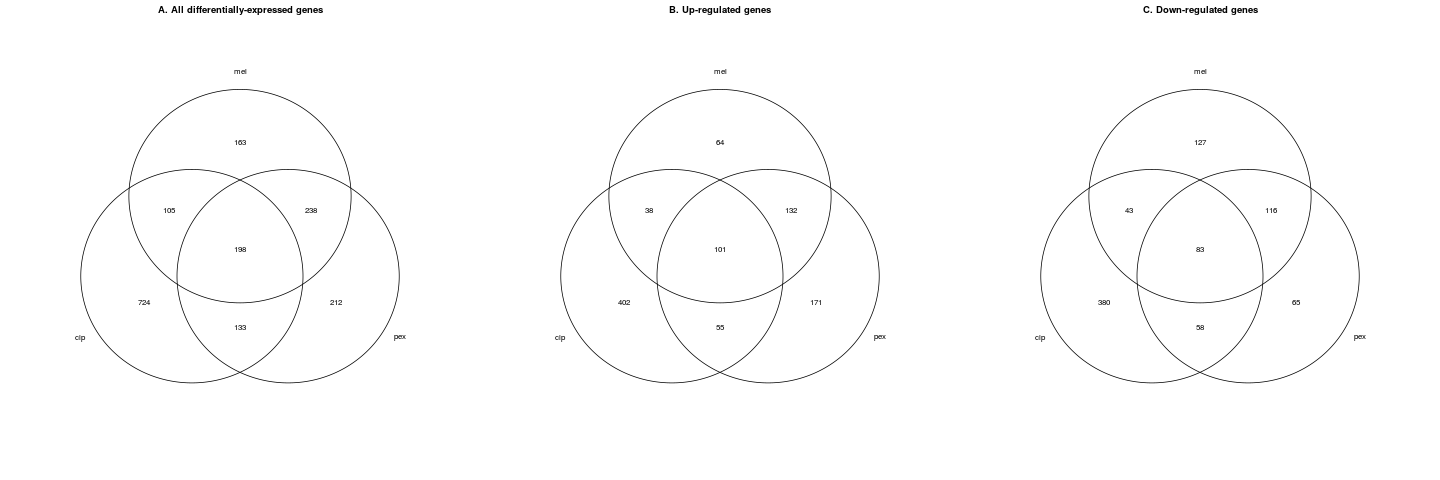 A. All differentially-expressed genes
mel
163
105
238
198
724
212
133
cip
pex
B. Up-regulated genes
mel
64
38
132
101
402
171
55
cip
pex
C. Down-regulated genes
mel
127
43
116
83
380
65
58
cip
pex